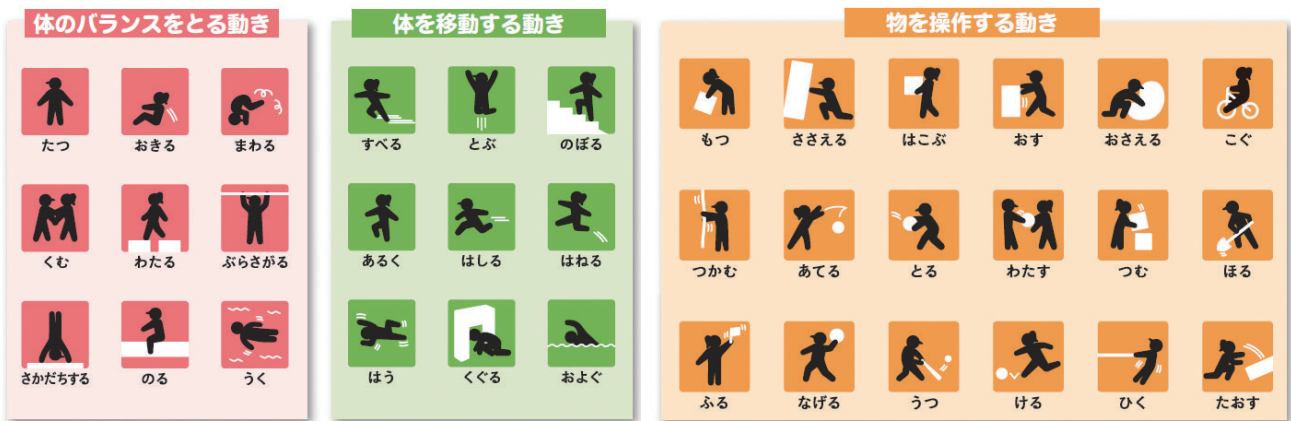 体のバランスをとる動き
たつ
おきる
まわる
くむ
わたる
ぶらさがる
さかだちする
のる
うく
体を移動する動き
すべる
とぶ
のぼる
あるく
はしる
はねる
はう
くぐる
およぐ
物を操作する動き
もつ
ささえる
はこぶ
おす
おさえる
こぐ
つかむ
あてる
とる
わたす
つむ
ほる
ふる
なげる
うつ
ける
ひく
たおす